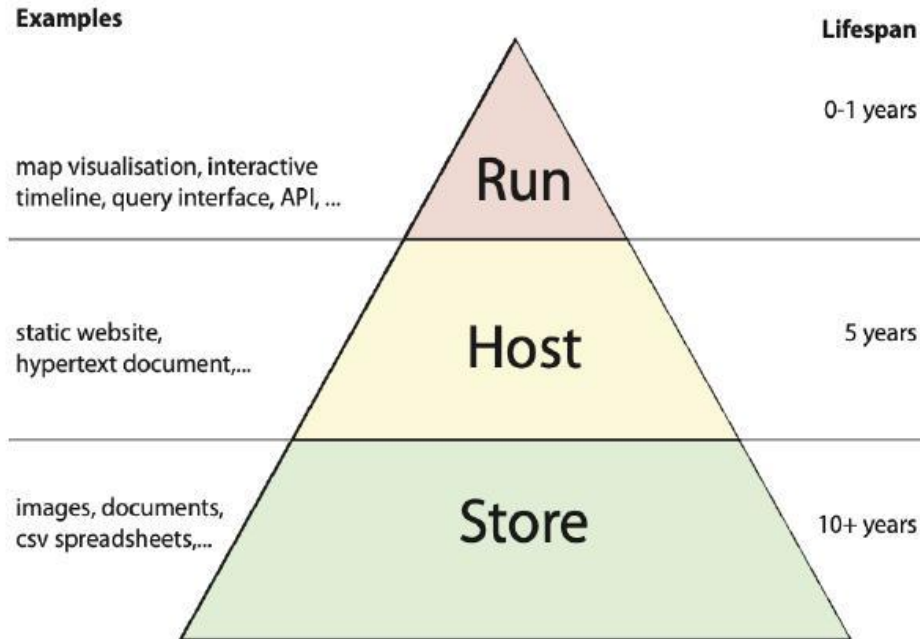 Examples
Lifespan
0-1 years
map visualisation, interactive
timeline, query interface, API, ...
Run
static website,
hypertext document,...
Host
5 years
images, documents,
csv spreadsheets,...
Store
10+ years